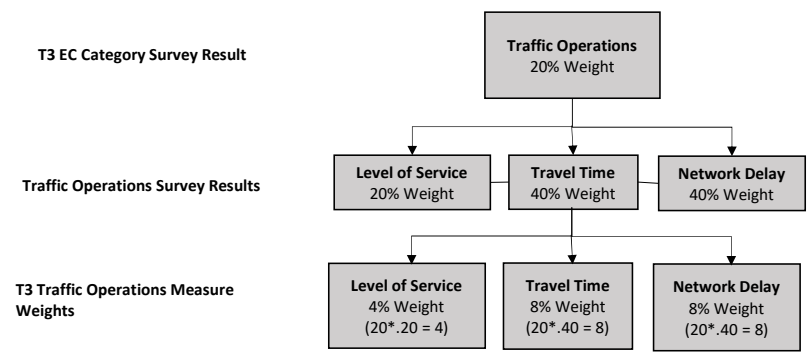 T3 EC Category Survey Result
Traffic Operations
20% Weight
Traffic Operations Survey Results
Level of Service
20% Weight
Travel Time
40% Weight
Network Delay
40% Weight
T3 Traffic Operations Measure
Weights
Level of Service
4% Weight
(20*.20 = 4)
Travel Time
8% Weight
(20*.40 = 8)
Network Delay
8% Weight
(20*.40 = 8)